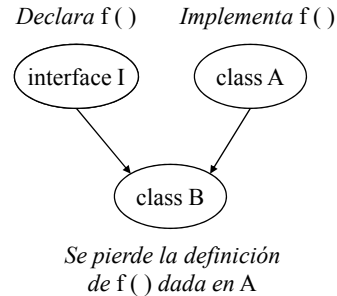 Declara f ( )
Implementa f ( )
interface I
class A
class B
Se pierde la definición
de f ( ) dada en A